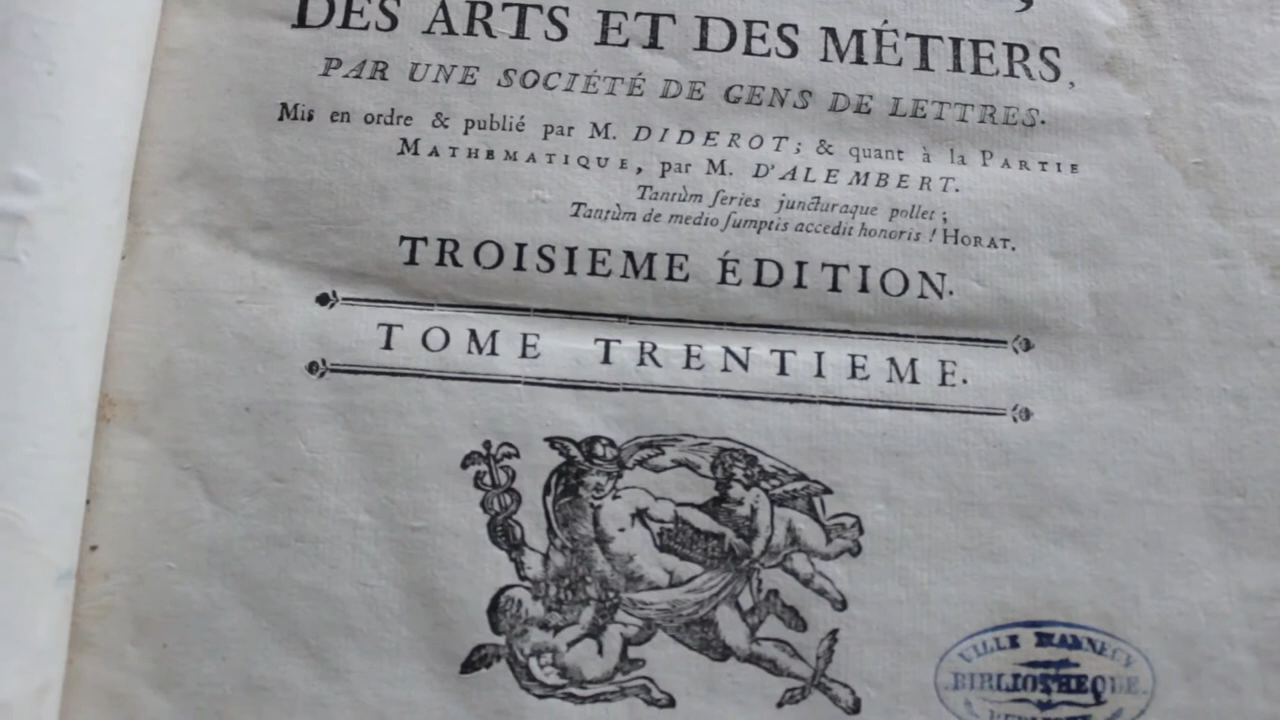 DES ARTS ET DES MÉTIERS,
PAR UNE SOCIÉTÉ DE GENS DE LETTRES.
Mis en ordre & publié par M. DIDEROT; & quant à la PARTIE
MATHEMATIQUE, par M. D'ALEMBERT.
Tantùm ſeries juncturaque pollet;
Tantùm de medio ſumptis accedit honoris! HORAT.
TROISIEME ÉDITION.
TOME TRENTIEME.
VILLE D'ANNECY
BIBLIOTHEQUE